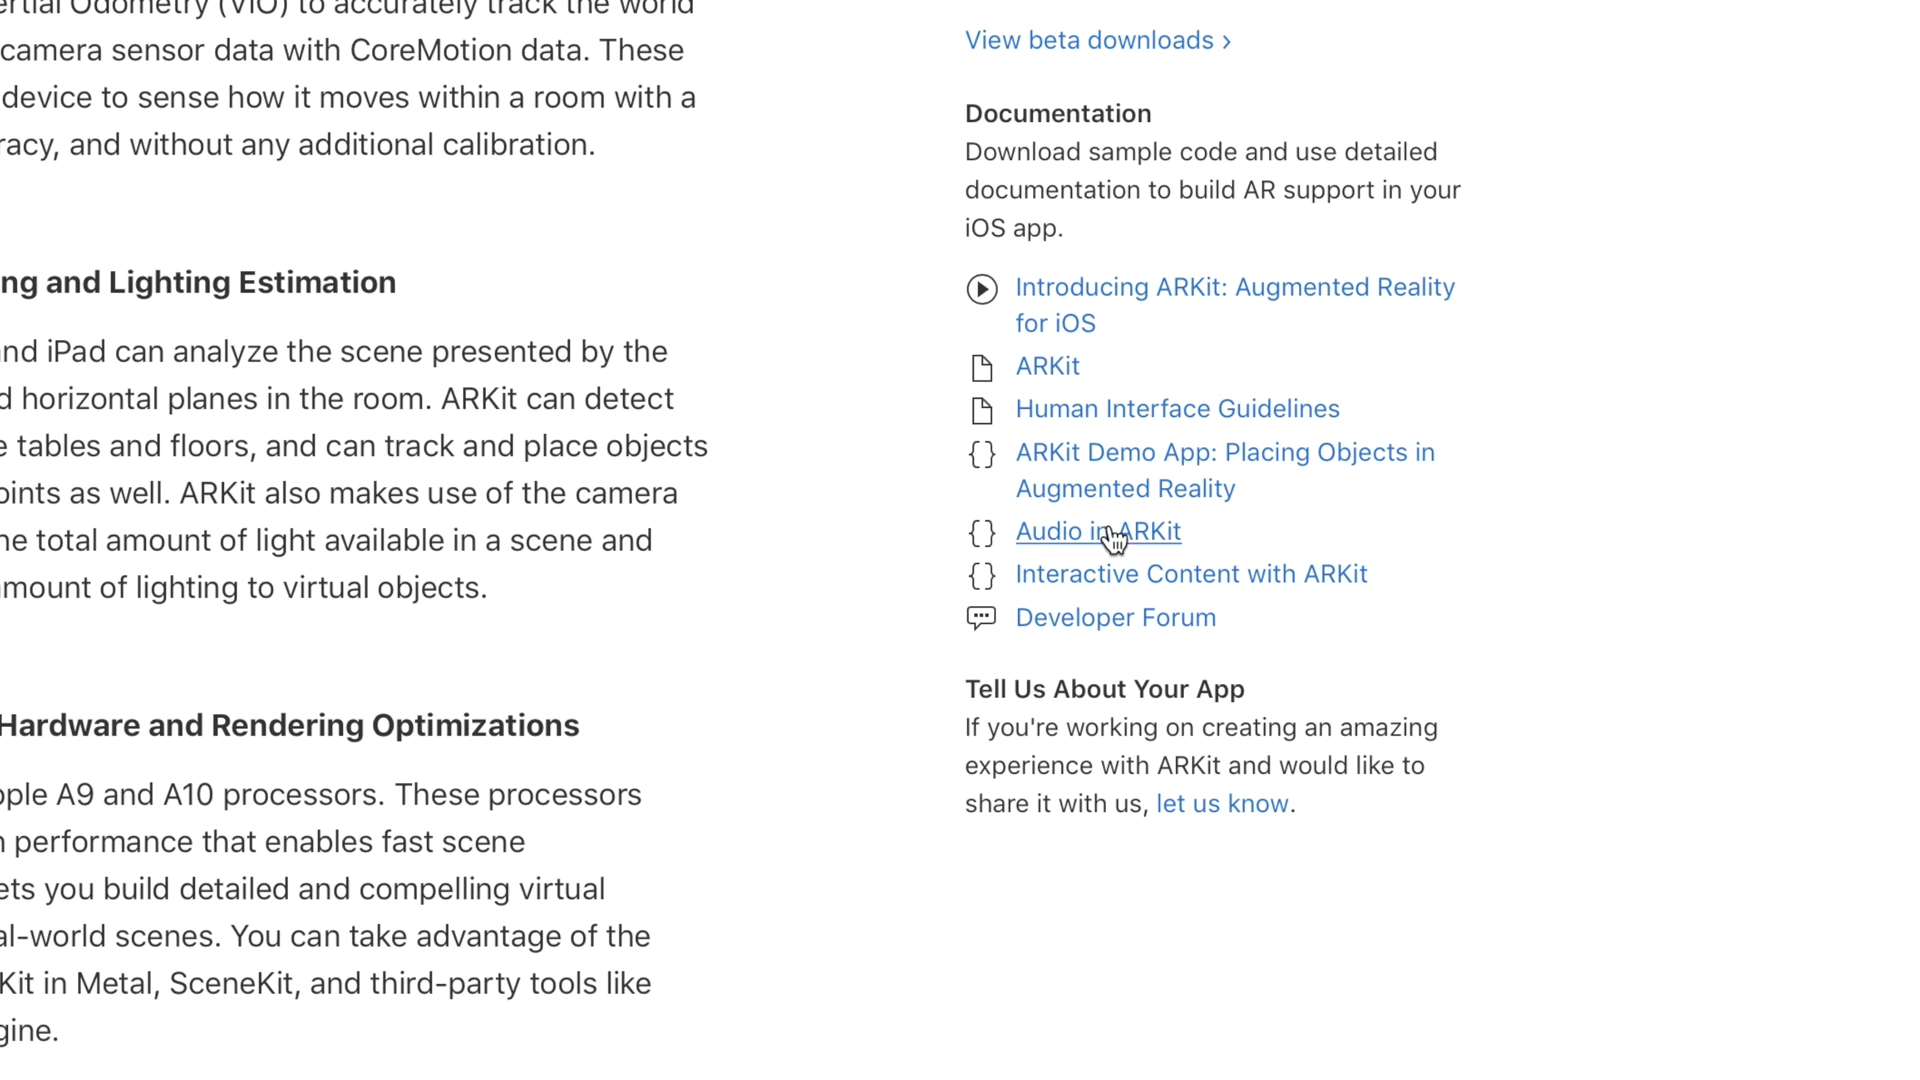 (VIO) to accurately track the world
camera sensor data with CoreMotion data. These
device to sense how it moves within a room with a
and without any additional calibration.
ng and Lighting Estimation
and iPad can analyze the scene presented by the
d horizontal planes in the room. ARKit can detect
e tables and floors, and can track and place objects
oints as well. ARKit also makes use of the camera
he total amount of light available in a scene and
amount of lighting to virtual objects.
Hardware and Rendering Optimizations
pple A9 and A10 processors. These processors
n performance that enables fast scene
ets you build detailed and compelling virtual
al-world scenes. You can take advantage of the
Kit in Metal, SceneKit, and third-party tools like
gine.
View beta downloads ›
Documentation
Download sample code and use detailed
documentation to build AR support in your
iOS app.
Introducing ARKit: Augmented Reality
for iOS
ARKit
Human Interface Guidelines
{} ARKit Demo App: Placing Objects in
Augmented Reality
{} Audio in ARKit
{} Interactive Content with ARKit
Developer Forum
Tell Us About Your App
If you're working on creating an amazing
experience with ARKit and would like to
share it with us, let us know.